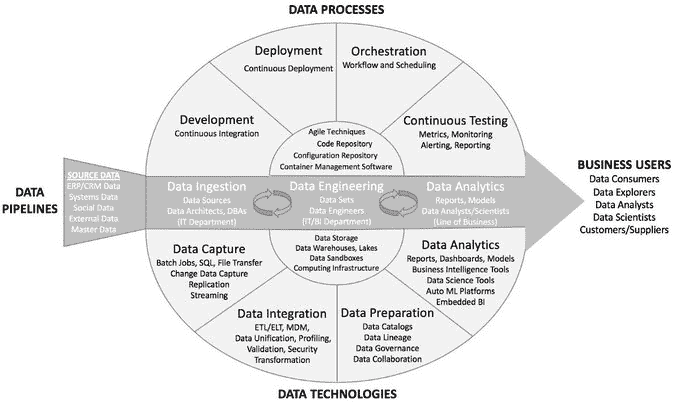 DATA PROCESSES
Deployment
Continuous Deployment
Orchestration
Workflow and Scheduling
Development
Continuous Integration
Continuous Testing
Metrics, Monitoring
Alerting, Reporting
Agile Techniques
Code Repository
Configuration Repository
Container Management Software
DATA
PIPELINES
SOURCE DATA
ERP/CRM Data
Systems Data
Social Data
External Data
Master Data
Data Ingestion
Data Sources
Data Architects, DBAs
(IT Department)
Data Engineering
Data Sets
Data Engineers
(IT/BI Department)
Data Analytics
Reports, Models
Data Analysts/Scientists
(Line of Business)
BUSINESS USERS
Data Consumers
Data Explorers
Data Analysts
Data Scientists
Customers/Suppliers
Data Storage
Data Warehouses, Lakes
Data Sandboxes
Computing Infrastructure
Data Capture
Batch Jobs, SQL, File Transfer
Change Data Capture
Replication
Streaming
Data Analytics
Reports, Dashboards, Models
Business Intelligence Tools
Data Science Tools
Auto ML Platforms
Embedded BI
Data Integration
ETL/ELT, MDM,
Data Unification, Profiling,
Validation, Security
Transformation
Data Preparation
Data Catalogs
Data Lineage
Data Governance
Data Collaboration
DATA TECHNOLOGIES